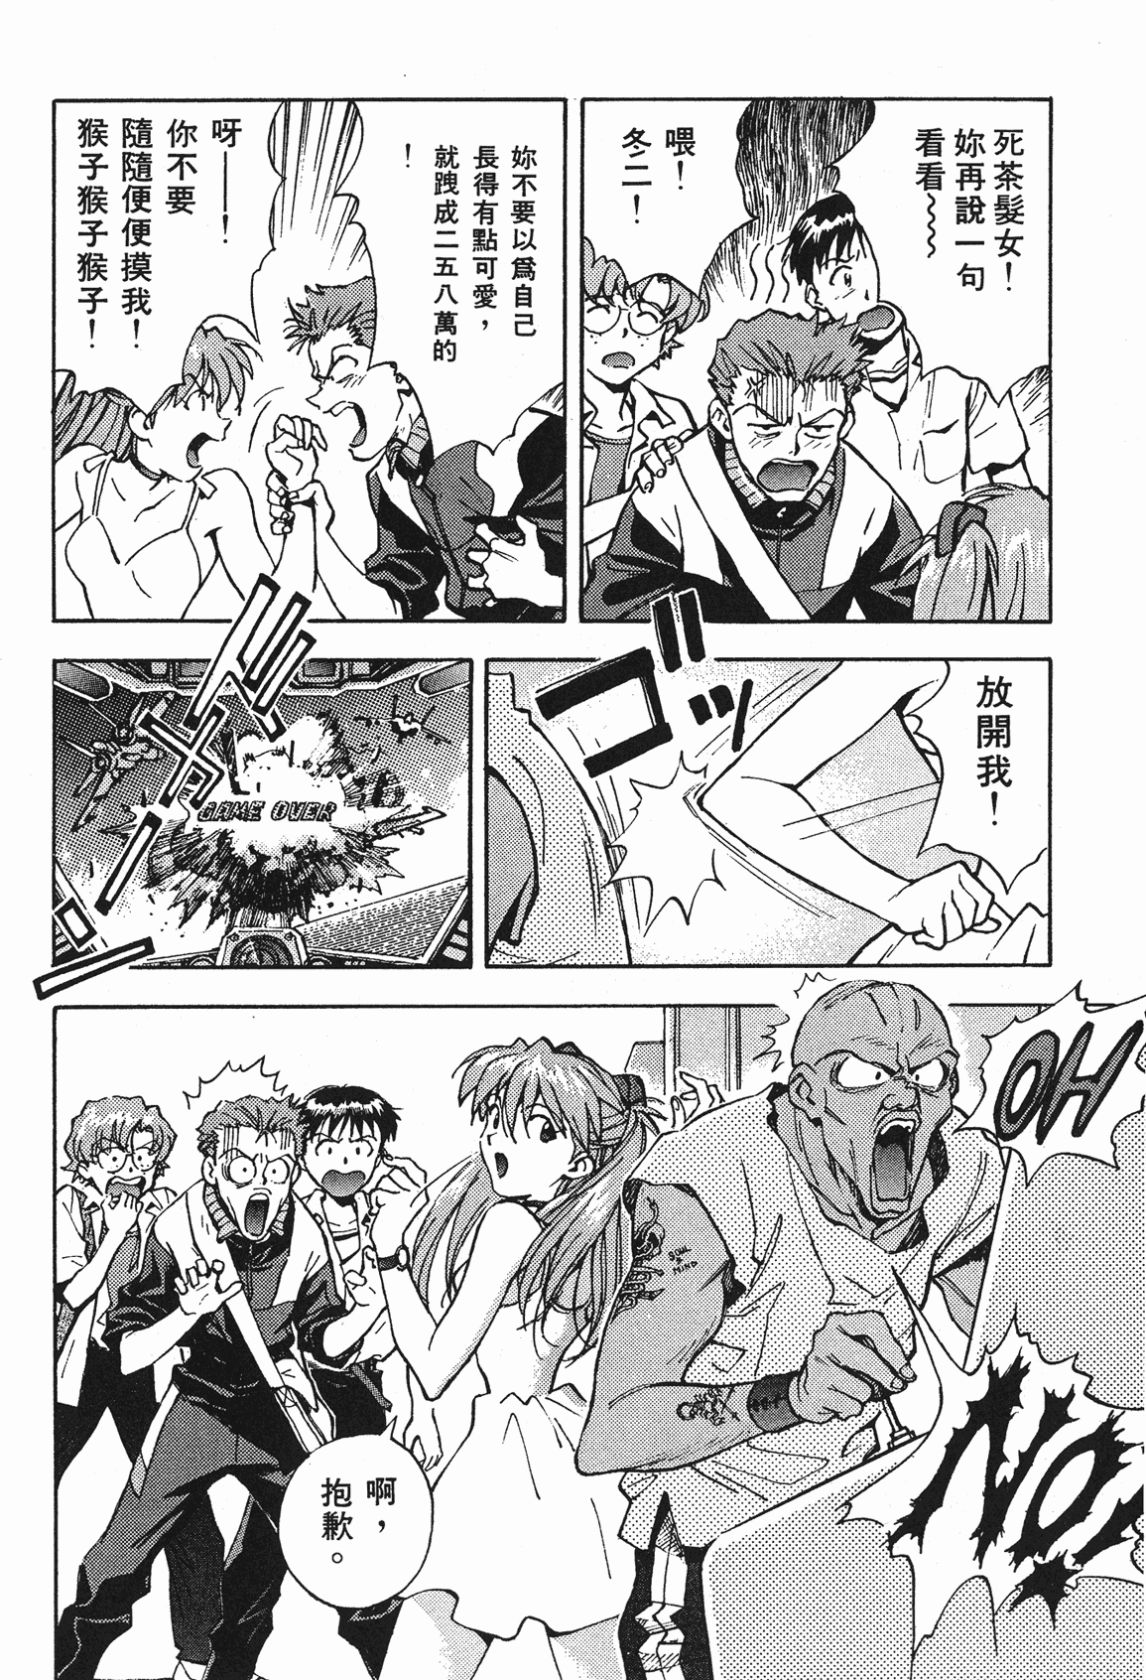 死茶髮女！
妳再說一句
看看～～
喂！
冬二！
妳不要以為自己
長得有點可愛，
就跩成二五八萬的
！
呀——！
你不要
隨隨便便摸我！
猴子猴子猴子！
放開我！
ゴッ
GAME OVER
OH
NO!
啊，
抱歉。